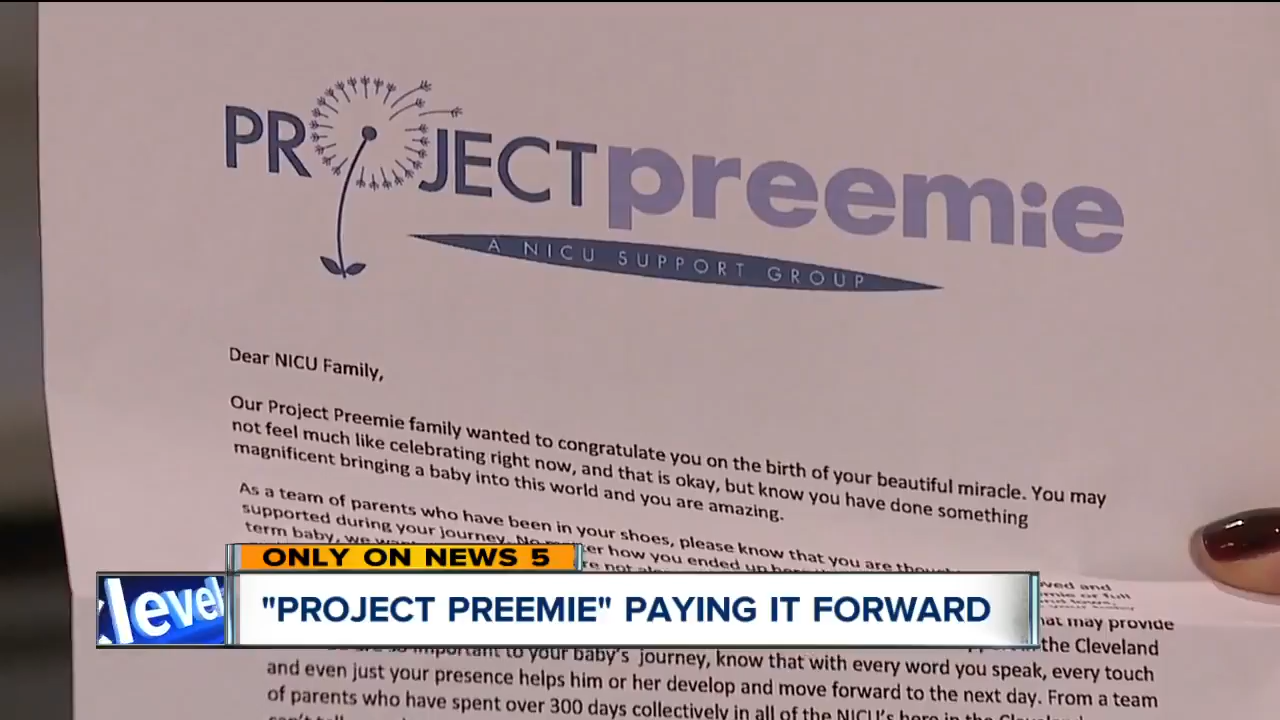 PROJECT preemie
A NICU SUPPORT GROUP
Dear NICU Family,
Our Project Preemie family wanted to congratulate you on the birth of your beautiful miracle. You may
not feel much like celebrating right now, and that is okay, but know you have done something
magnificent bringing a baby into this world and you are amazing.
As a team of parents who have been in your shoes, please know that you are
supported during your journey. No how you ended up
term baby, we
ONLY ON NEWS 5
level
"PROJECT PREEMIE" PAYING IT FORWARD
may provide
the Cleveland
important to your baby's journey, know that with every word you speak, every touch
and even just your presence helps him or her develop and move forward to the next day. From a team
of parents who have spent over 300 days collectively in all of the NICU's here in the